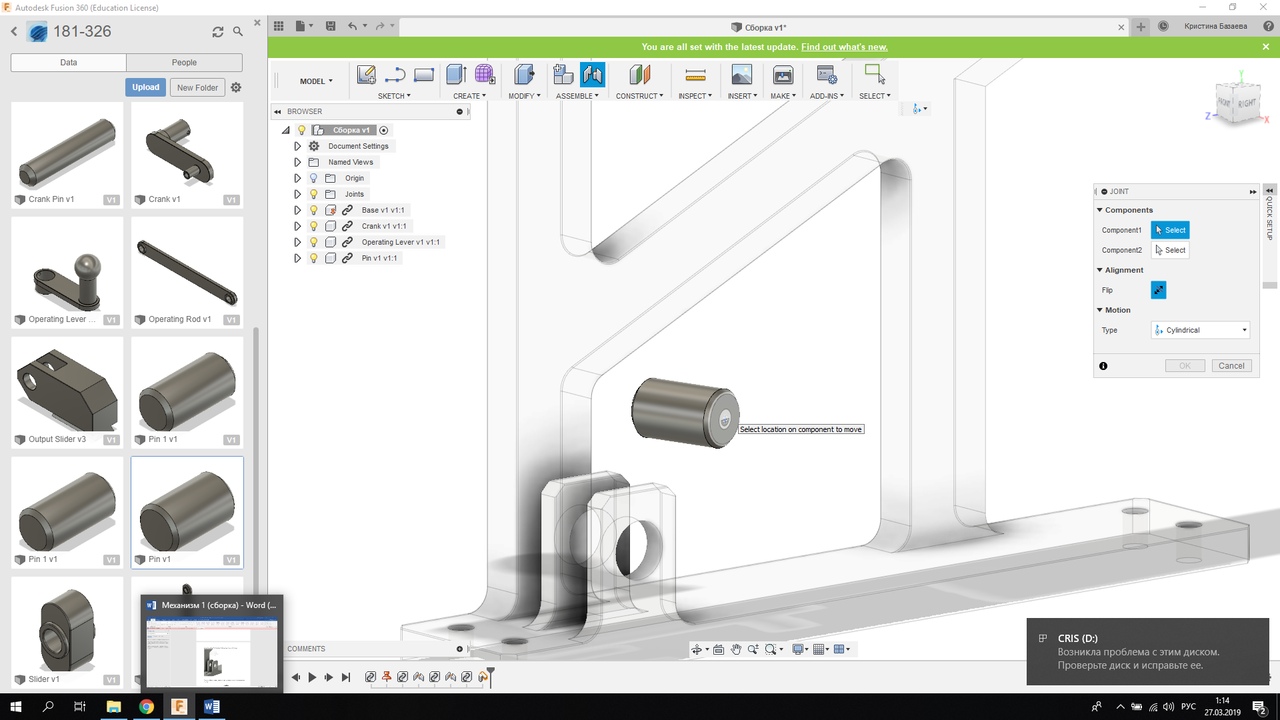 Autodesk Fusion 360 (Education License)
181-326
Сборка v1*
Кристина Базаева
Data
People
You are all set with the latest update. Find out what's new.
Upload
New Folder
MODEL
SKETCH
CREATE
MODIFY
ASSEMBLE
CONSTRUCT
INSPECT
INSERT
MAKE
ADD-INS
SELECT
BROWSER
Сборка v1
Document Settings
Named Views
Origin
Joints
Base v1 v1:1
Crank v1 v1:1
Operating Lever v1 v1:1
Pin v1 v1:1
Crank Pin v1
V1
Crank v1
V1
Operating Lever ...
V1
Operating Rod v1
V1
Output Slider v3
Pin 1 v1
V1
Pin 1 v1
V1
Pin v1
V1
Slider v1
RIGHT
Y
Z
X
JOINT
Components
Component1
Select
Component2
Select
Alignment
Flip
Motion
Type
Cylindrical
OK
Cancel
QUICK SETUP
Select location on component to move
Механизм 1 (сборка) - Word (...
COMMENTS
CRIS (D:)
Возникла проблема с этим диском.
Проверьте диск и исправьте ее.
РУС
1:14
27.03.2019
2